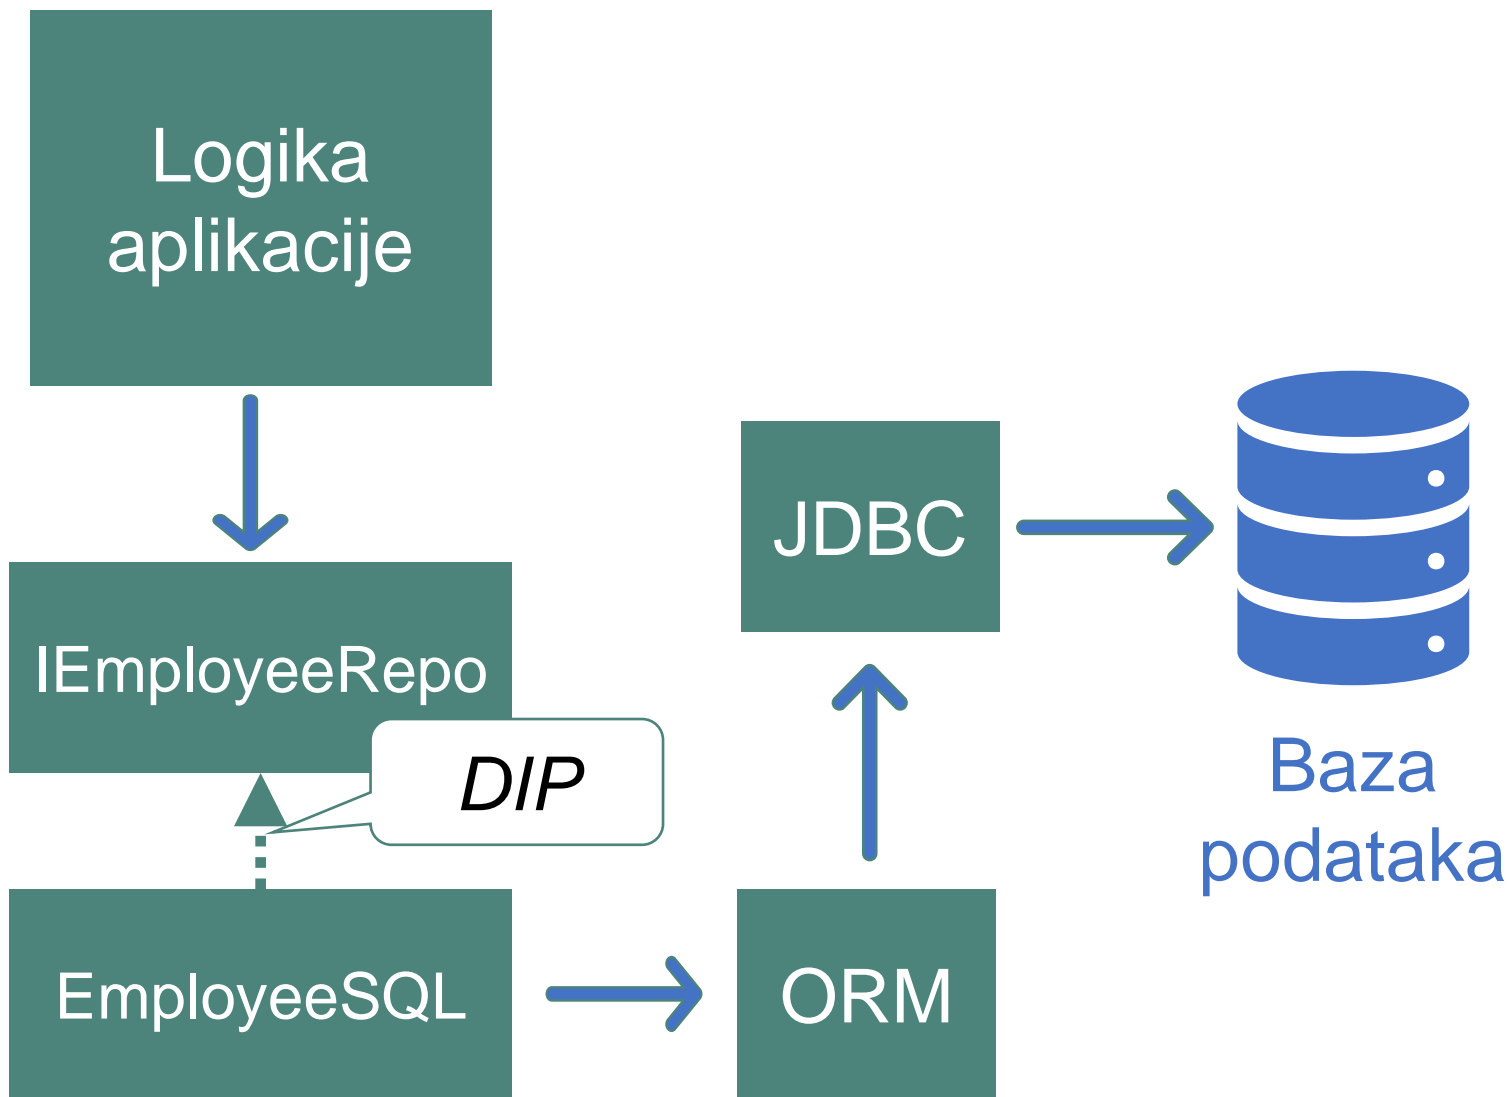 Logika
aplikacije
IEmployeeRepo
DIP
EmployeeSQL
ORM
JDBC
Baza
podataka